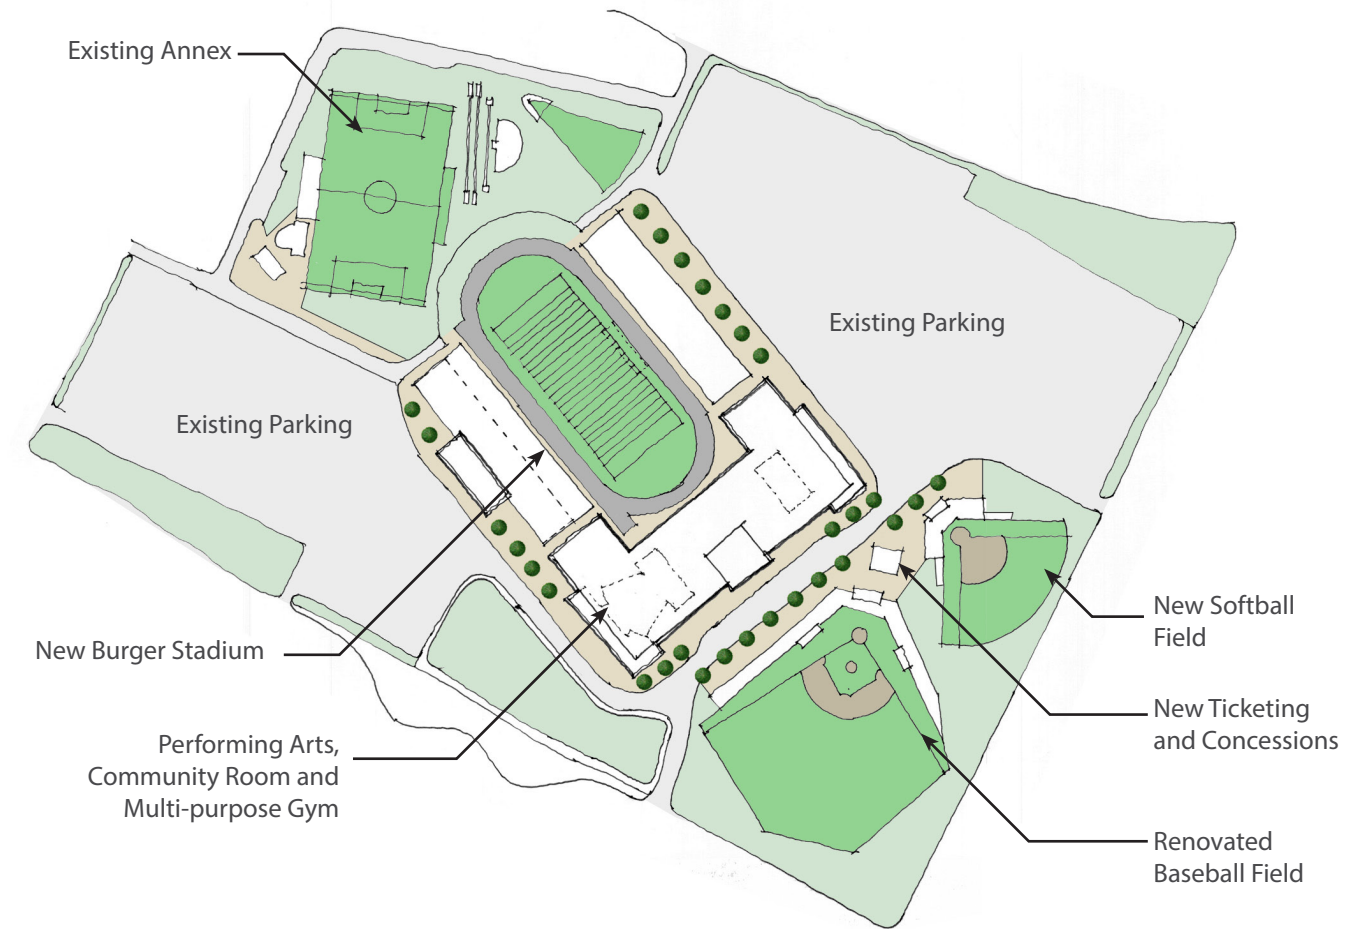 Existing Annex
Existing Parking
Existing Parking
New Burger Stadium
Performing Arts,
Community Room and
Multi-purpose Gym
New Softball
Field
New Ticketing
and Concessions
Renovated
Baseball Field